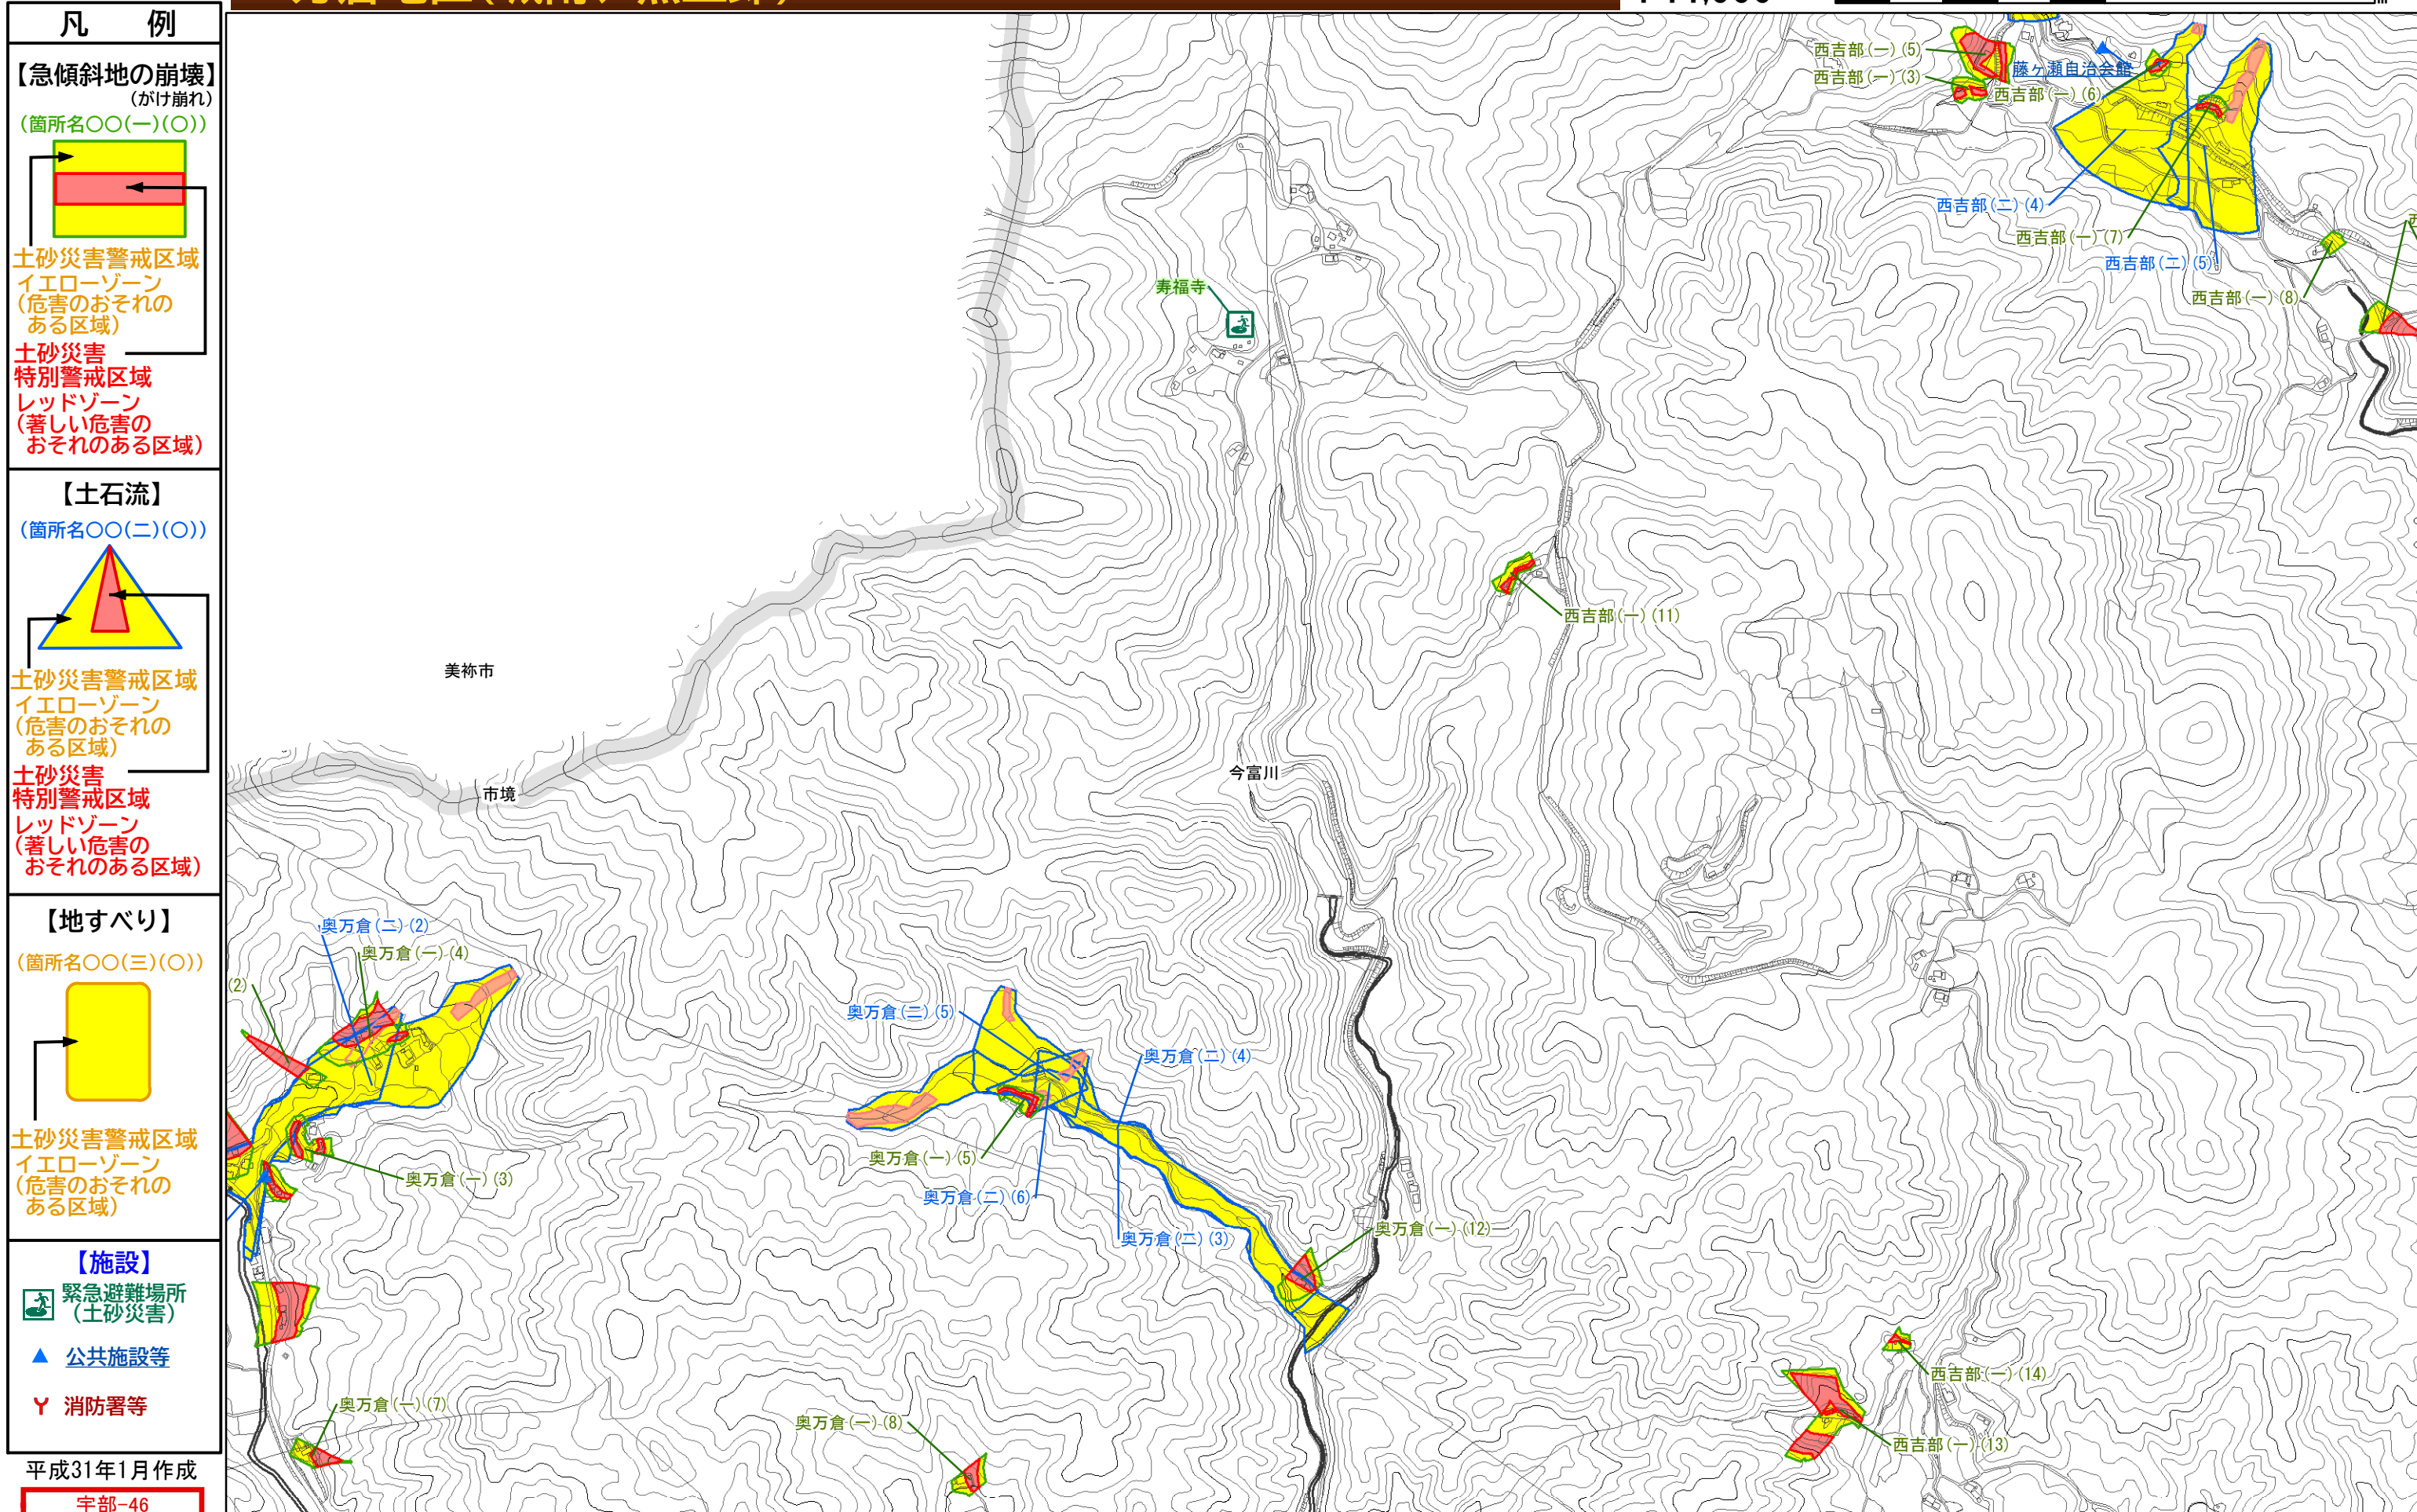 凡 例
【急傾斜地の崩壊】
(がけ崩れ)
(箇所名〇〇(一)(〇))
土砂災害警戒区域
イエローゾーン
(危害のおそれの
ある区域)
土砂災害
特別警戒区域
レッドゾーン
(著しい危害の
おそれのある区域)
【土石流】
(箇所名〇〇(二)(〇))
土砂災害警戒区域
イエローゾーン
(危害のおそれの
ある区域)
土砂災害
特別警戒区域
レッドゾーン
(著しい危害の
おそれのある区域)
【地すべり】
(箇所名〇〇(三)(〇))
土砂災害警戒区域
イエローゾーン
(危害のおそれの
ある区域)
【施設】
緊急避難場所
(土砂災害)
公共施設等
消防署等
平成31年1月作成
宇部-46
西吉部(一)(5)
藤ヶ瀬自治会館
西吉部(一)(3)
西吉部(一)(6)
西吉部(二)(4)
西吉部(一)(7)
西吉部(二)(5)
西吉部(一)(8)
寿福寺
西吉部(一)(11)
美祢市
今富川
市境
奥万倉(二)(2)
奥万倉(一)(4)
(2)
奥万倉(二)(5)
奥万倉(二)(4)
奥万倉(一)(5)
奥万倉(一)(3)
奥万倉(二)(6)
奥万倉(一)(12)
奥万倉(二)(3)
西吉部(一)(14)
奥万倉(一)(7)
奥万倉(一)(8)
西吉部(一)(13)